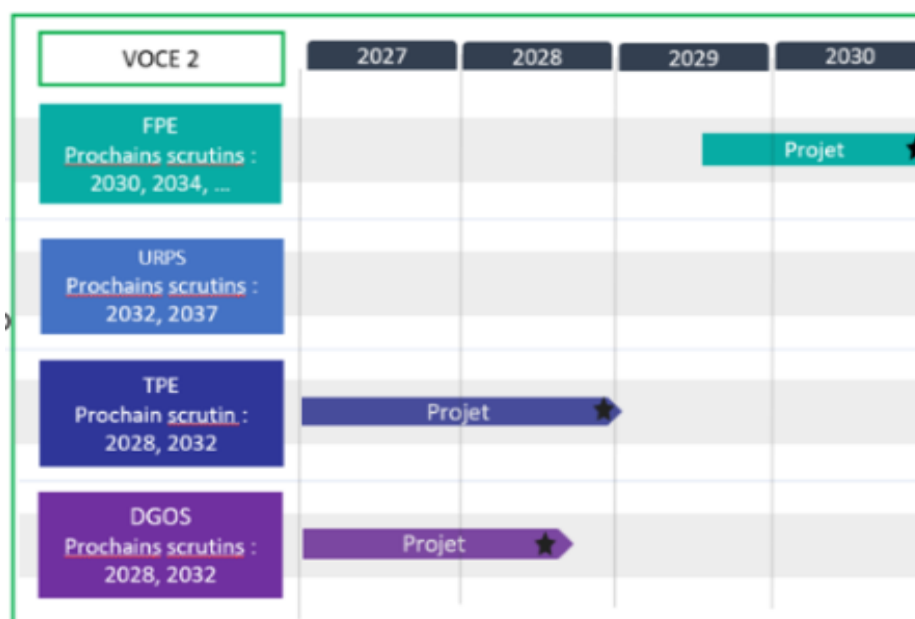 VOCE 2
2027
2028
2029
2030
FPE
Prochains scrutins :
2030, 2034, ...
Projet
URPS
Prochains scrutins :
2032, 2037
TPE
Prochain scrutin :
2028, 2032
Projet
DGOS
Prochains scrutins :
2028, 2032
Projet